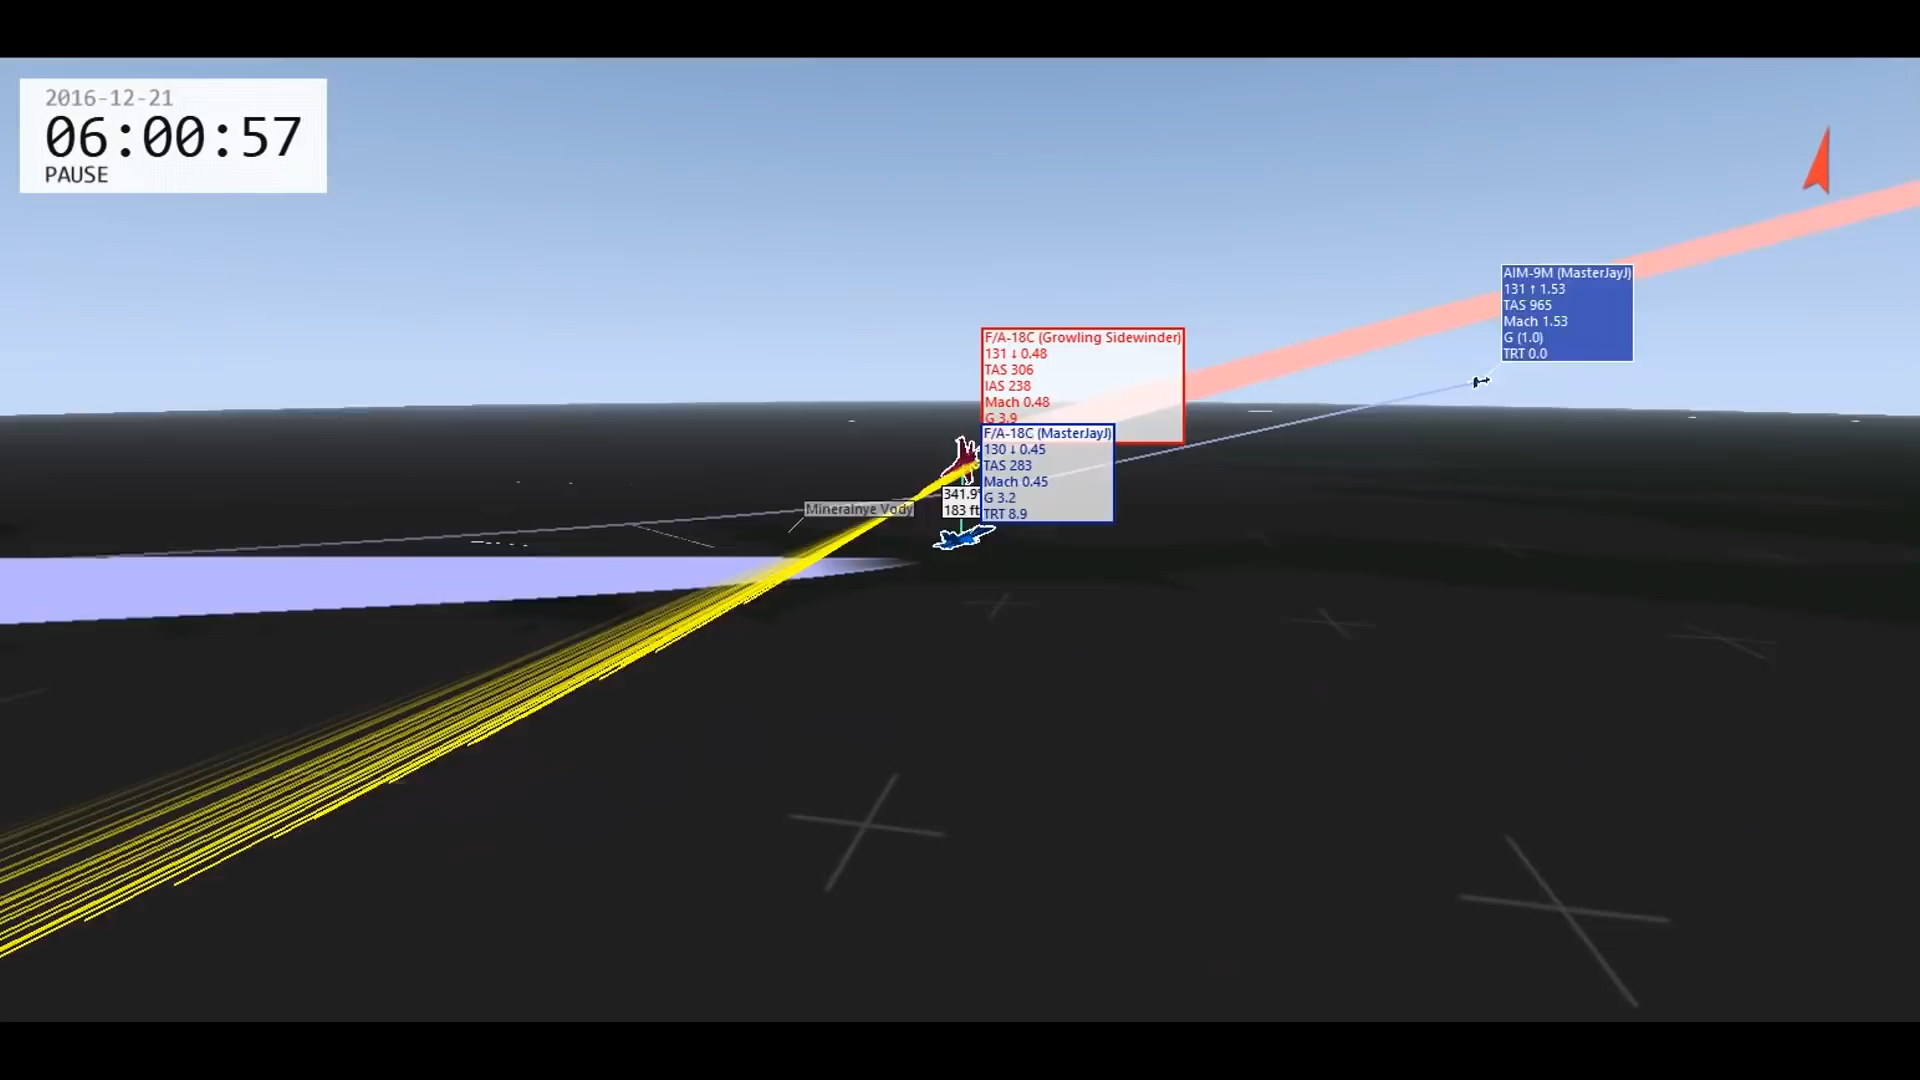 2016-12-21
06:00:57
PAUSE
AIM-9M (MasterJayJ)
131 ↑ 1.53
TAS 965
Mach 1.53
G (1.0)
TRT 0.0
F/A-18C (Growling Sidewinder)
131 ↓ 0.48
TAS 306
IAS 238
Mach 0.48
G 3.9
F/A-18C (MasterJayJ)
130 ↓ 0.45
TAS 283
Mach 0.45
G 3.2
TRT 8.9
341.9°
183 ft
Mineralnye Vody